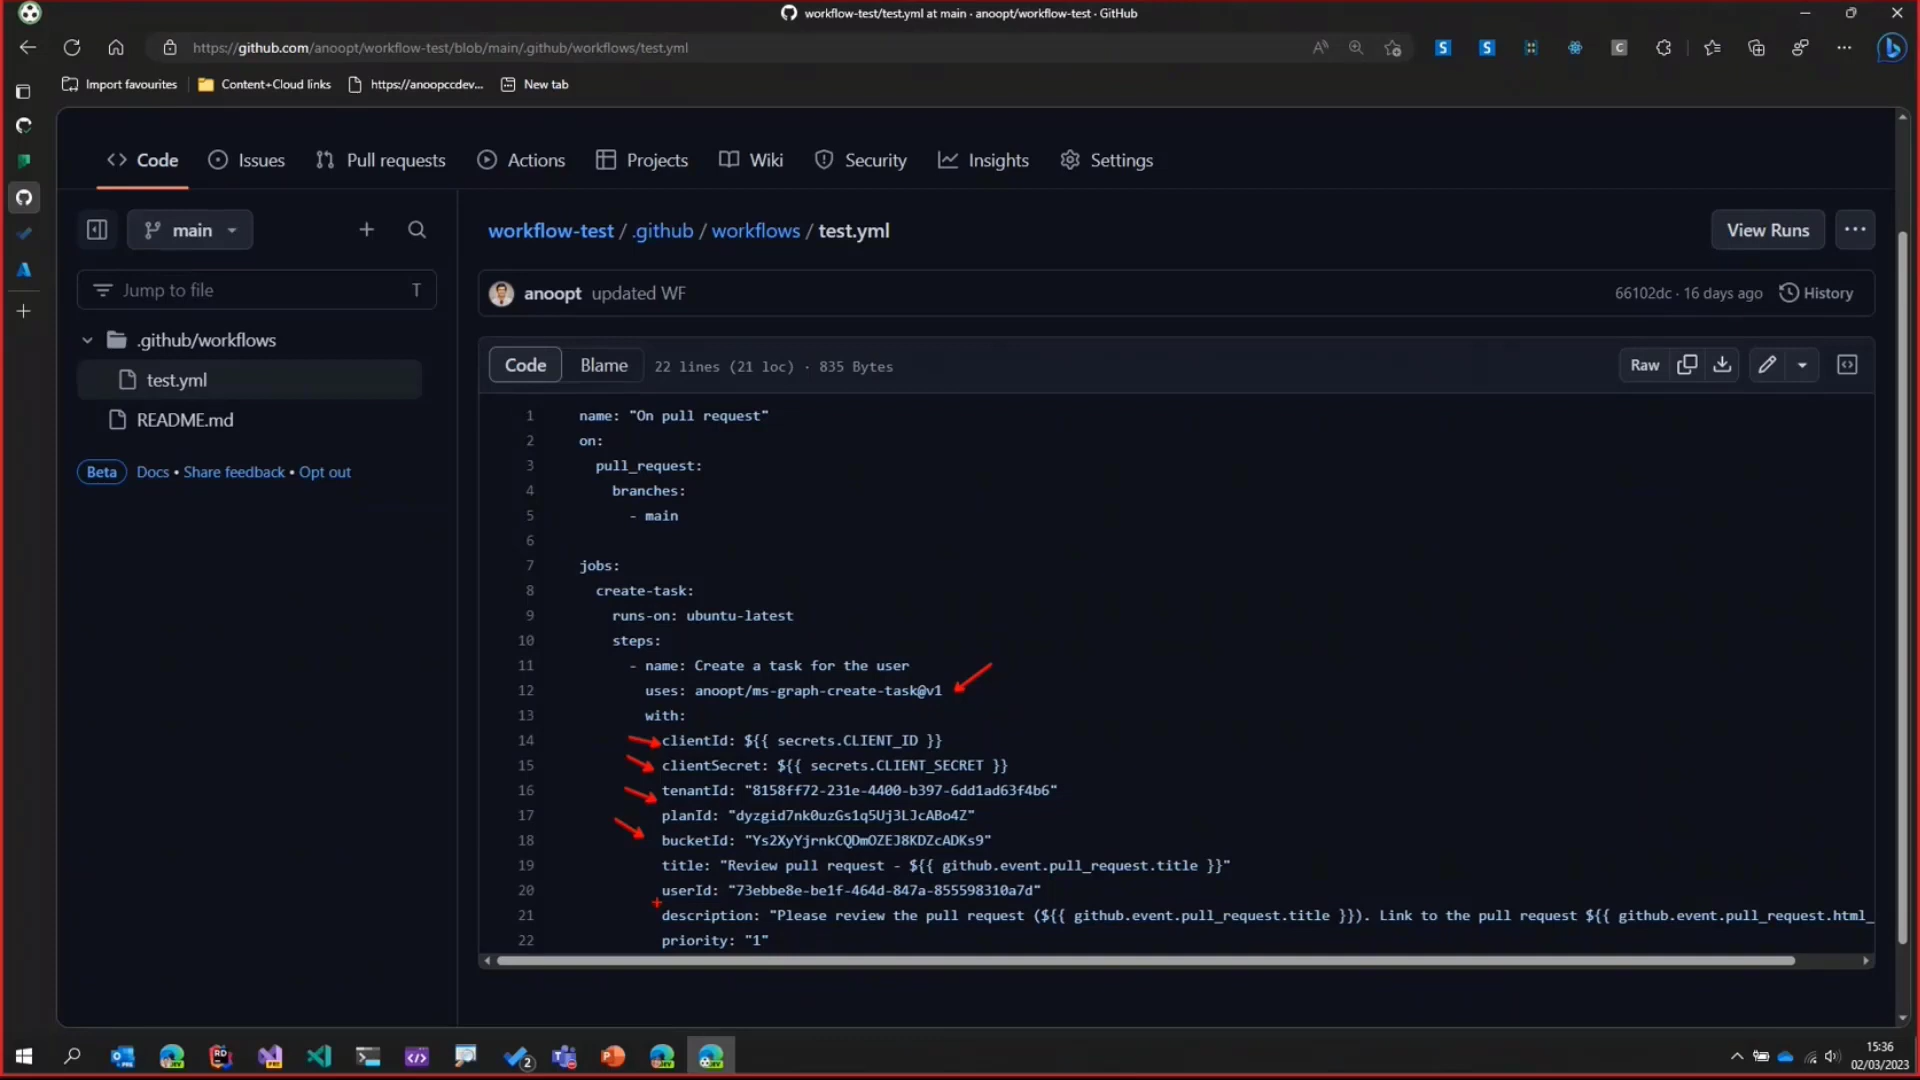 workflow-test/test.yml at main · anoopt/workflow-test · GitHub
https://github.com/anoopt/workflow-test/blob/main/.github/workflows/test.yml
Import favourites
Content+Cloud links
https://anoopccdev...
New tab
Code
Issues
Pull requests
Actions
Projects
Wiki
Security
Insights
Settings
main
workflow-test / .github / workflows / test.yml
View Runs
Jump to file
T
anoopt updated WF
66102dc · 16 days ago
History
.github/workflows
test.yml
README.md
Beta Docs • Share feedback • Opt out
Code
Blame
22 lines (21 loc) · 835 Bytes
Raw
1 name: "On pull request"
2 on:
3 pull_request:
4 branches:
5 - main
6
7 jobs:
8 create-task:
9 runs-on: ubuntu-latest
10 steps:
11 - name: Create a task for the user
12 uses: anoopt/ms-graph-create-task@v1
13 with:
14 clientId: ${{ secrets.CLIENT_ID }}
15 clientSecret: ${{ secrets.CLIENT_SECRET }}
16 tenantId: "8158ff72-231e-4400-b397-6dd1ad63f4b6"
17 planId: "dyzgid7nk0uzGs1q5Uj3LJcABo4Z"
18 bucketId: "Ys2XyYjrnkCQDmOZEJ8KDZcADKs9"
19 title: "Review pull request - ${{ github.event.pull_request.title }}"
20 userId: "73ebbe8e-be1f-464d-847a-855598310a7d"
21 description: "Please review the pull request (${{ github.event.pull_request.title }}). Link to the pull request ${{ github.event.pull_request.html_
22 priority: "1"
15:36
02/03/2023